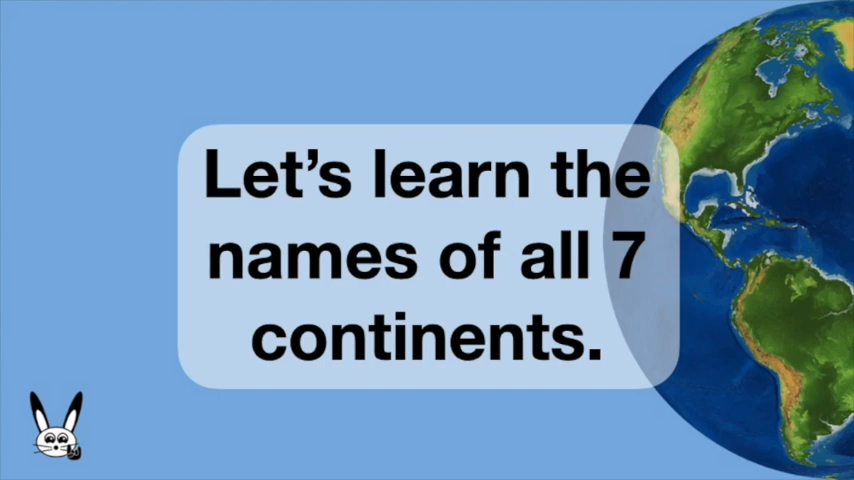 Let’s learn the
names of all 7
continents.